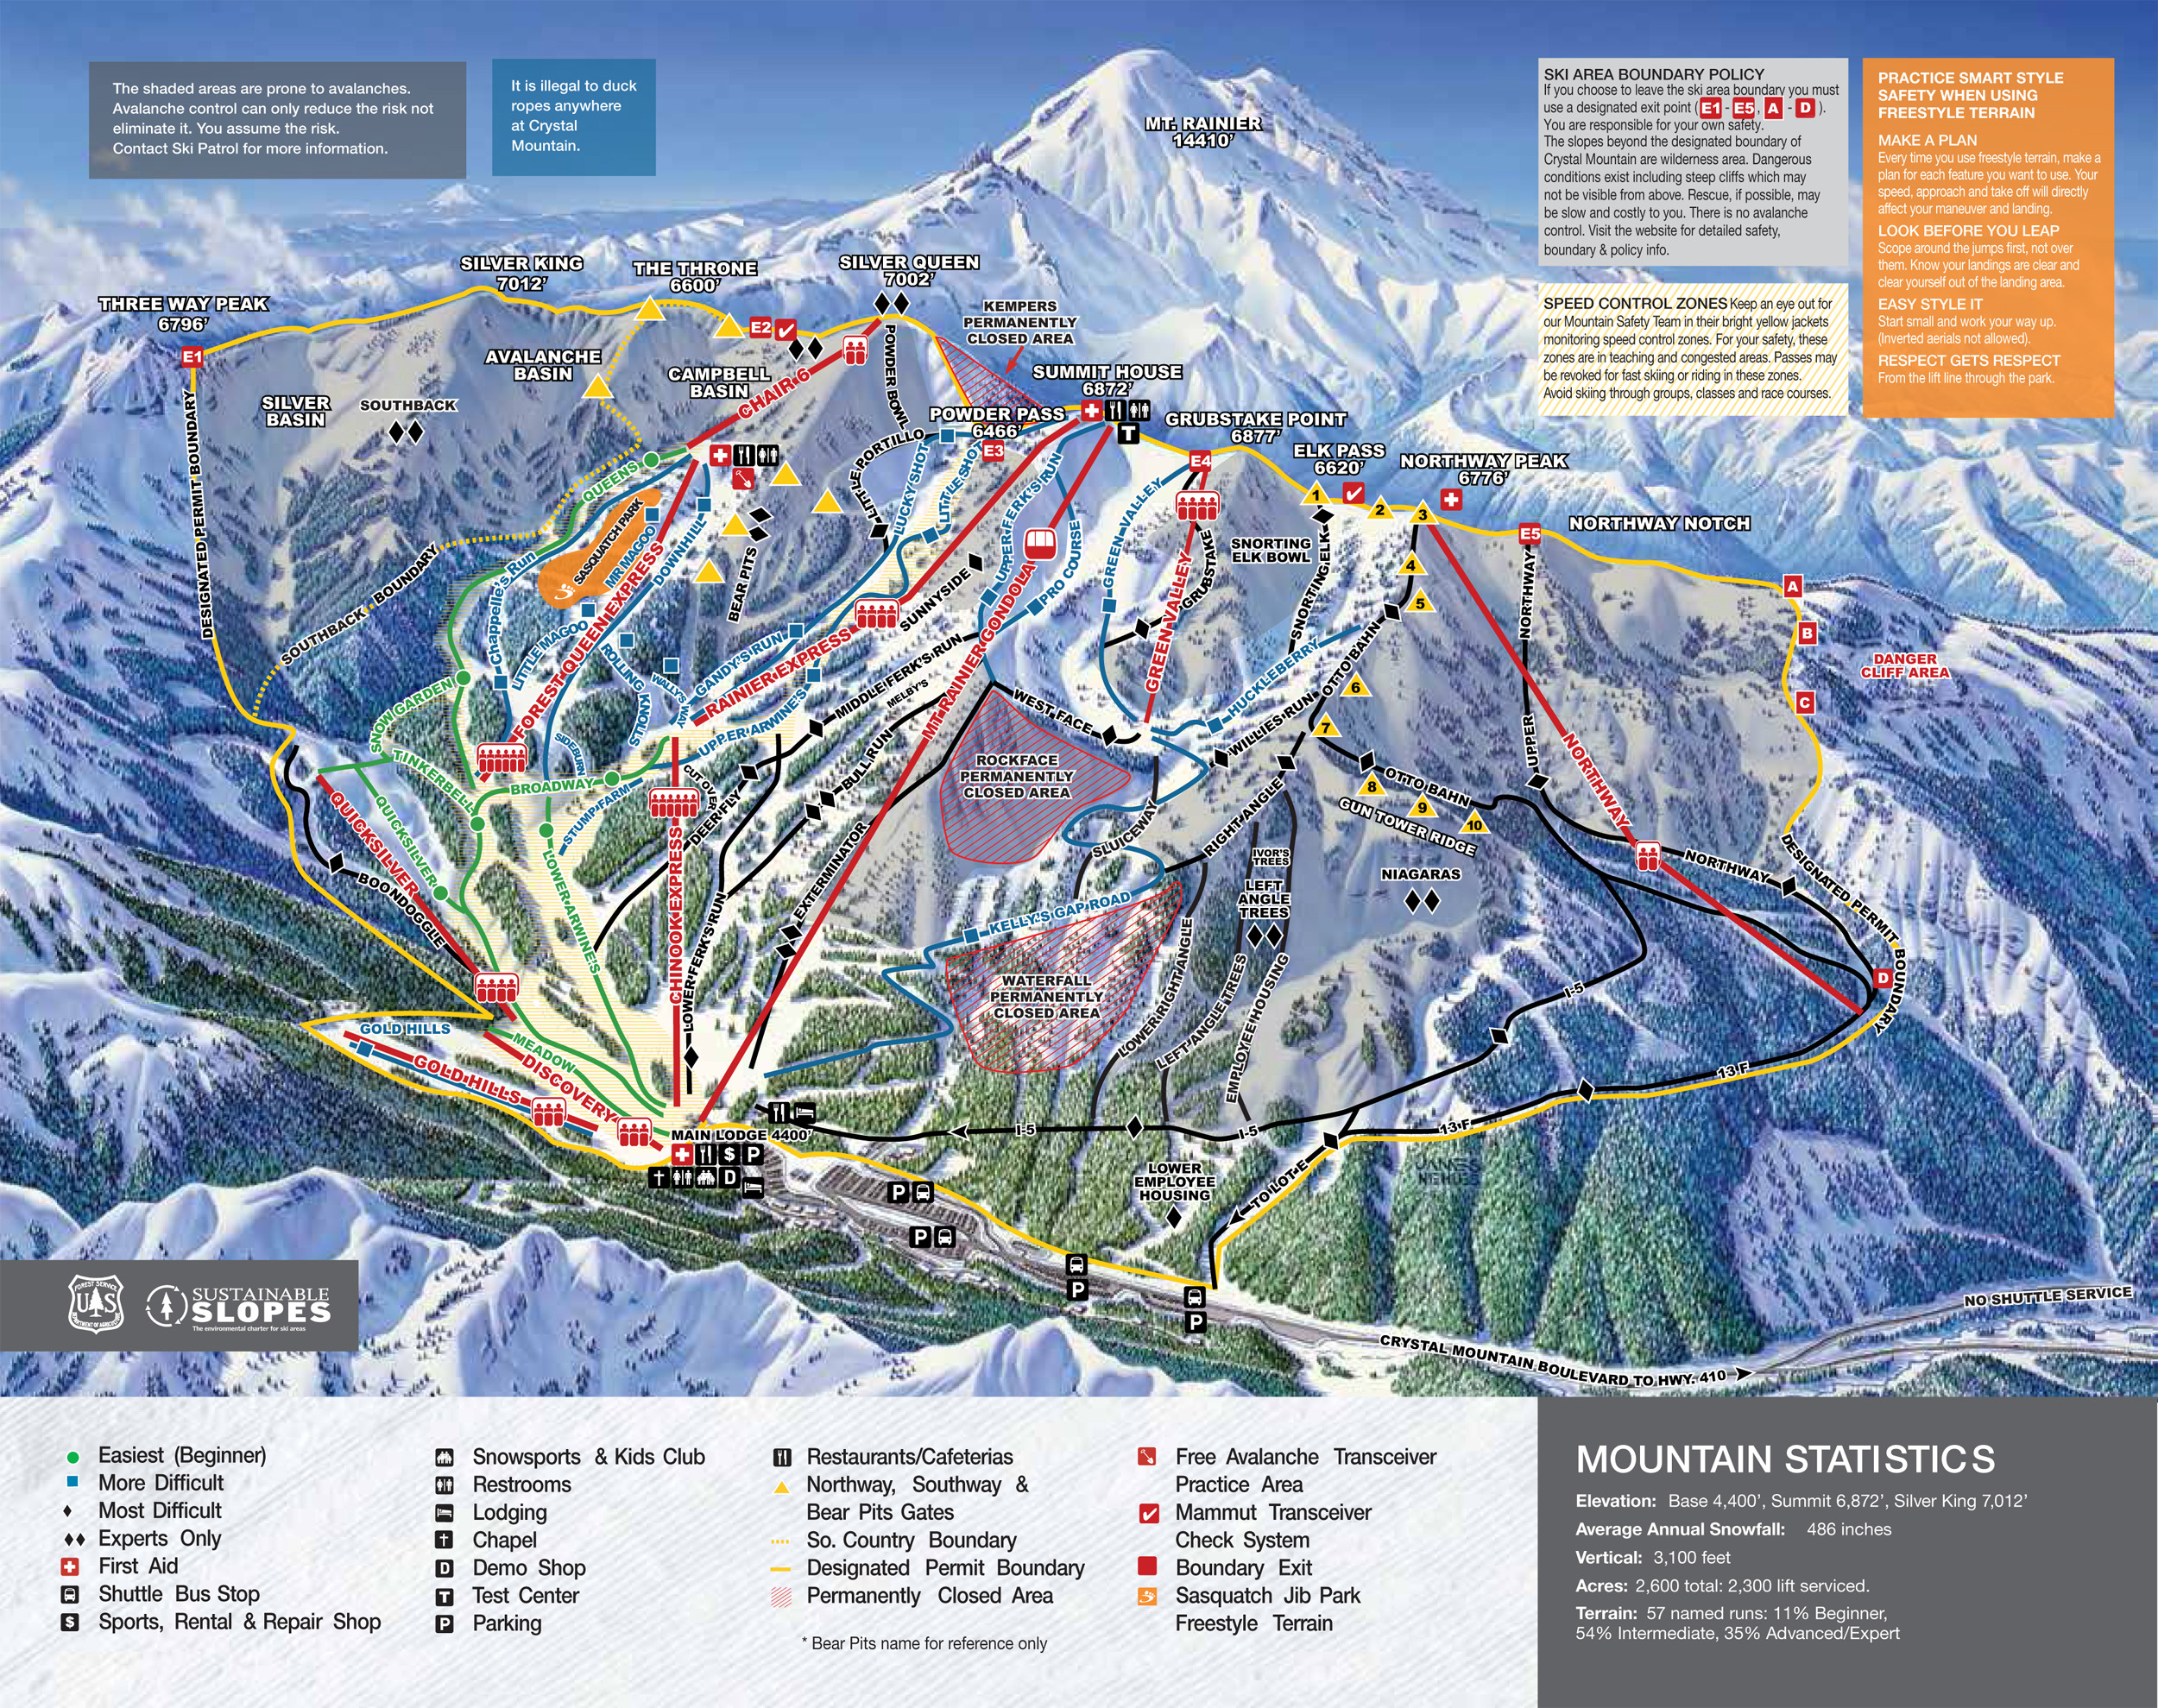 The shaded areas are prone to avalanches.
Avalanche control can only reduce the risk not
eliminate it. You assume the risk.
Contact Ski Patrol for more information.
It is illegal to duck
ropes anywhere
at Crystal
Mountain.
SKI AREA BOUNDARY POLICY
If you choose to leave the ski area boundary you must
use a designated exit point ( E1 - E5 , A - D ).
You are responsible for your own safety.
The slopes beyond the designated boundary of
Crystal Mountain are wilderness area. Dangerous
conditions exist including steep cliffs which may
not be visible from above. Rescue, if possible, may
be slow and costly to you. There is no avalanche
control. Visit the website for detailed safety,
boundary & policy info.
SPEED CONTROL ZONES Keep an eye out for
our Mountain Safety Team in their bright yellow jackets
monitoring speed control zones. For your safety, these
zones are in teaching and congested areas. Passes may
be revoked for fast skiing or riding in these zones.
Avoid skiing through groups, classes and race courses.
PRACTICE SMART STYLE
SAFETY WHEN USING
FREESTYLE TERRAIN
MAKE A PLAN
Every time you use freestyle terrain, make a
plan for each feature you want to use. Your
speed, approach and take off will directly
affect your maneuver and landing.
LOOK BEFORE YOU LEAP
Scope around the jumps first, not over
them. Know your landings are clear and
clear yourself out of the landing area.
EASY STYLE IT
Start small and work your way up.
(Inverted aerials not allowed).
RESPECT GETS RESPECT
From the lift line through the park.
MT. RAINIER
14410'
THREE WAY PEAK
6796'
SILVER KING
7012'
THE THRONE
6600'
SILVER QUEEN
7002'
KEMPERS
PERMANENTLY
CLOSED AREA
SUMMIT HOUSE
6872'
POWDER PASS
6466'
GRUBSTAKE POINT
6877'
ELK PASS
6620'
NORTHWAY PEAK
6776'
NORTHWAY NOTCH
E1
E2
E3
E4
E5
A
B
C
D
DANGER
CLIFF AREA
T
1
2
3
4
5
6
7
8
9
10
AVALANCHE
BASIN
CAMPBELL
BASIN
SILVER
BASIN
SOUTHBACK
DESIGNATED PERMIT BOUNDARY
SOUTHBACK BOUNDARY
CHAIR 6
POWDER BOWL
LITTLE PORTILLO
LUCKY SHOT
LITTLE SHOT
QUEENS
SASQUATCH PARK
MR MAGOO
Chappelle's Run
LITTLE MAGOO
FOREST QUEEN EXPRESS
DOWNHILL
BEAR PITS
ROLLING KNOLL
WALLY'S WAY
GANDY'S RUN
RAINIER EXPRESS
UPPER ARWINE'S
SUNNYSIDE
MIDDLE FERK'S RUN
MELBY'S
BULL RUN
UPPER FERK'S RUN
MT RAINIER GONDOLA
PRO COURSE
GREEN VALLEY
GREEN VALLEY
GRUBSTAKE
SNORTING
ELK BOWL
SNORTING ELK
HUCKLEBERRY
OTTO BAHN
WILLIES RUN
WEST FACE
UPPER
NORTHWAY
NORTHWAY
NORTHWAY
SNOW GARDEN
TINKERBELL
QUICKSILVER
QUICKSILVER
BOONDOGGLE
SIDEBURN
BROADWAY
STUMP FARM
LOWER ARWINE'S
CUT OVER
DEERFLY
CHINOOK EXPRESS
LOWER FERK'S RUN
EXTERMINATOR
ROCKFACE
PERMANENTLY
CLOSED AREA
SLUICEWAY
RIGHT ANGLE
OTTO BAHN
GUN TOWER RIDGE
IVOR'S
TREES
LEFT
ANGLE
TREES
NIAGARAS
KELLY'S GAP ROAD
WATERFALL
PERMANENTLY
CLOSED AREA
LOWER RIGHT ANGLE
LEFT ANGLE TREES
EMPLOYEE HOUSING
DESIGNATED PERMIT BOUNDARY
D
I-5
13 F
GOLD HILLS
GOLD HILLS
MEADOW
DISCOVERY
MAIN LODGE 4400'
$
P
D
I-5
I-5
13 F
TO LOT E
LOWER
EMPLOYEE
HOUSING
P
P
P
P
NO SHUTTLE SERVICE
CRYSTAL MOUNTAIN BOULEVARD TO HWY. 410
FOREST SERVICE
U S
DEPARTMENT OF AGRICULTURE
SUSTAINABLE
SLOPES
The environmental charter for ski areas
Easiest (Beginner)
More Difficult
Most Difficult
Experts Only
First Aid
Shuttle Bus Stop
$ Sports, Rental & Repair Shop
Snowsports & Kids Club
Restrooms
Lodging
Chapel
D Demo Shop
T Test Center
P Parking
Restaurants/Cafeterias
Northway, Southway &
Bear Pits Gates
So. Country Boundary
Designated Permit Boundary
Permanently Closed Area
* Bear Pits name for reference only
Free Avalanche Transceiver
Practice Area
Mammut Transceiver
Check System
Boundary Exit
Sasquatch Jib Park
Freestyle Terrain
MOUNTAIN STATISTICS
Elevation: Base 4,400', Summit 6,872', Silver King 7,012'
Average Annual Snowfall: 486 inches
Vertical: 3,100 feet
Acres: 2,600 total: 2,300 lift serviced.
Terrain: 57 named runs: 11% Beginner,
54% Intermediate, 35% Advanced/Expert